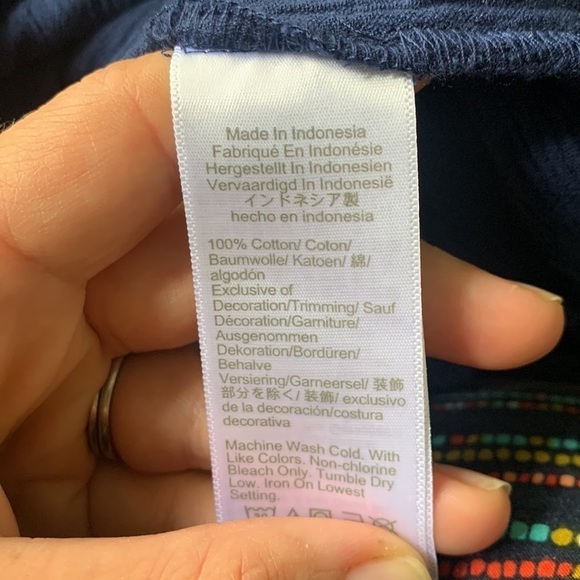 Made In Indonesia
Fabriqué En Indonésie
Hergestellt In Indonesien
Vervaardigd In Indonesië
インドネシア製
hecho en indonesia
100% Cotton/ Coton/
Baumwolle/ Katoen/ 綿/
algodón
Exclusive of
Decoration/Trimming/ Sauf
Décoration/Garniture/
Ausgenommen
Dekoration/Bordüren/
Behalve
Versiering/Garneersel/ 装飾
部分を除く/ 装飾/ exclusivo
de la decoración/costura
decorativa
Machine Wash Cold. With
Like Colors. Non-chlorine
Bleach Only. Tumble Dry
Low. Iron On Lowest
Setting.